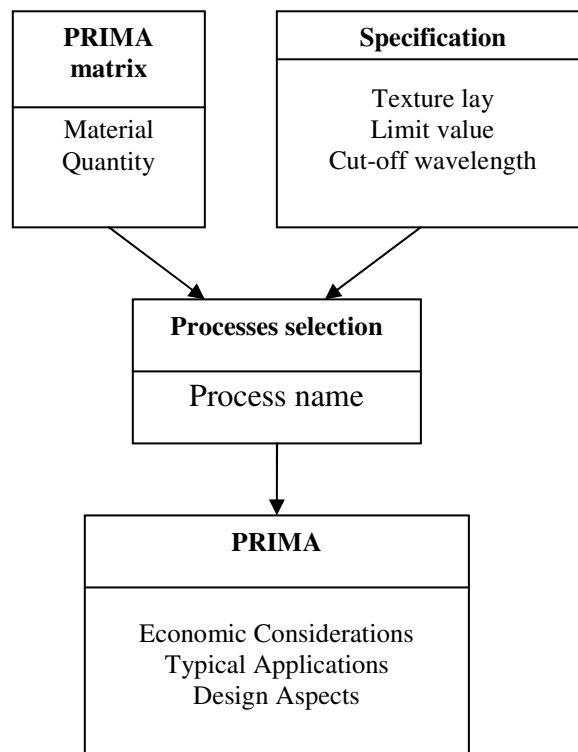 PRIMA
matrix
Material
Quantity
Specification
Texture lay
Limit value
Cut-off wavelength
Processes selection
Process name
PRIMA
Economic Considerations
Typical Applications
Design Aspects